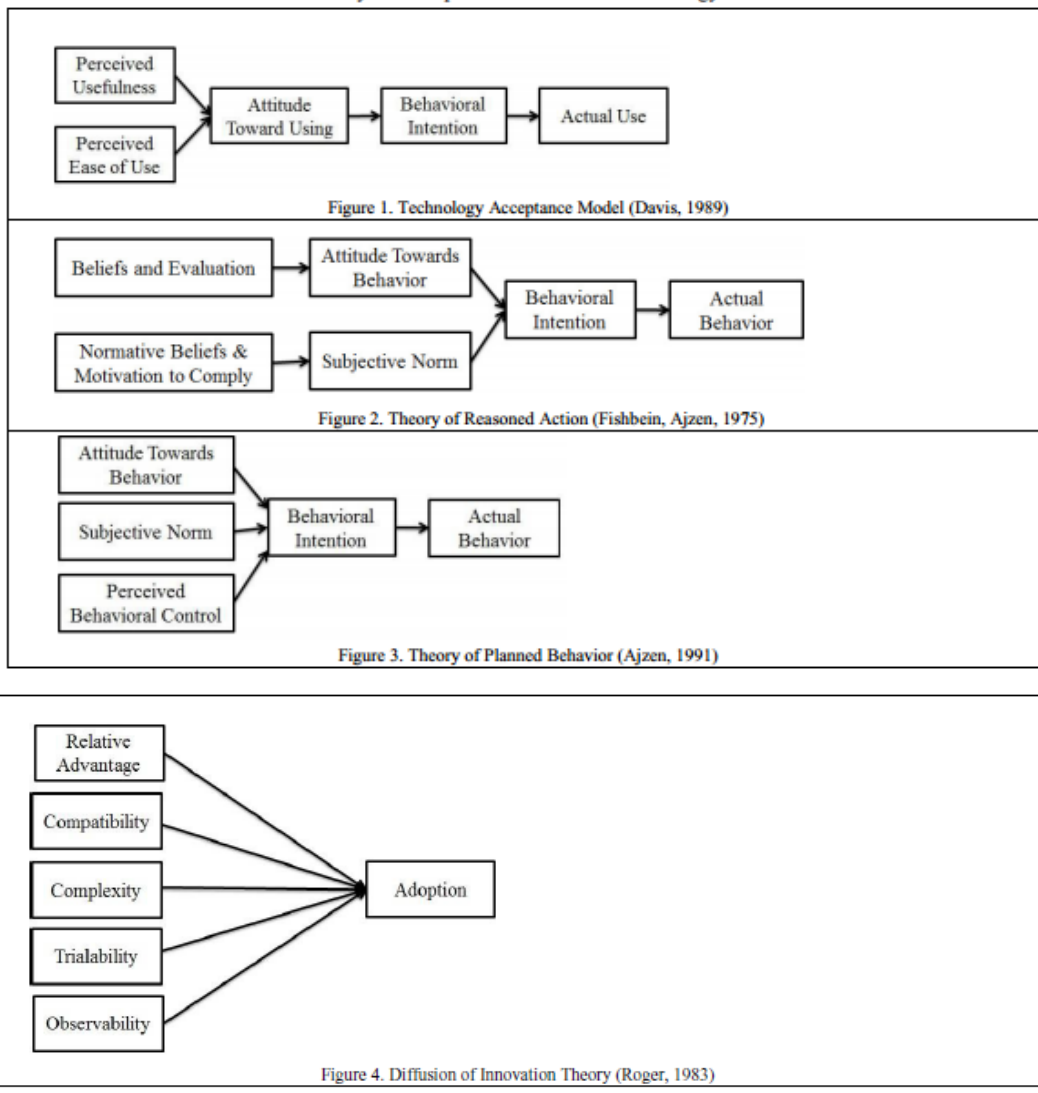 Perceived
Usefulness
Perceived
Ease of Use
Attitude
Toward Using
Behavioral
Intention
Actual Use
Figure 1. Technology Acceptance Model (Davis, 1989)
Beliefs and Evaluation
Attitude Towards
Behavior
Normative Beliefs &
Motivation to Comply
Subjective Norm
Behavioral
Intention
Actual
Behavior
Figure 2. Theory of Reasoned Action (Fishbein, Ajzen, 1975)
Attitude Towards
Behavior
Subjective Norm
Perceived
Behavioral Control
Behavioral
Intention
Actual
Behavior
Figure 3. Theory of Planned Behavior (Ajzen, 1991)
Relative
Advantage
Compatibility
Complexity
Trialability
Observability
Adoption
Figure 4. Diffusion of Innovation Theory (Roger, 1983)